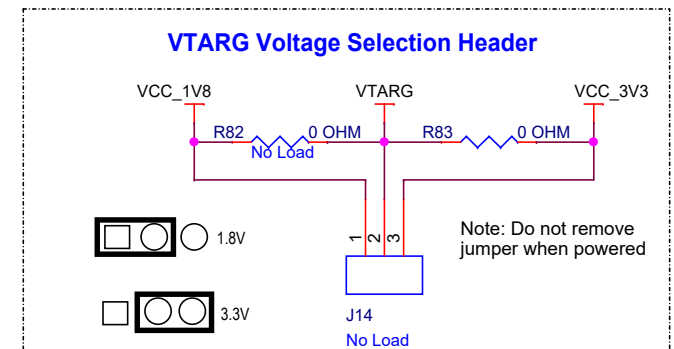 VTARG Voltage Selection Header
VCC_1V8 VTARG VCC_3V3
R82 0 OHM R83 0 OHM
No Load
1 2 3
Note: Do not remove
jumper when powered
1.8V
3.3V
J14
No Load